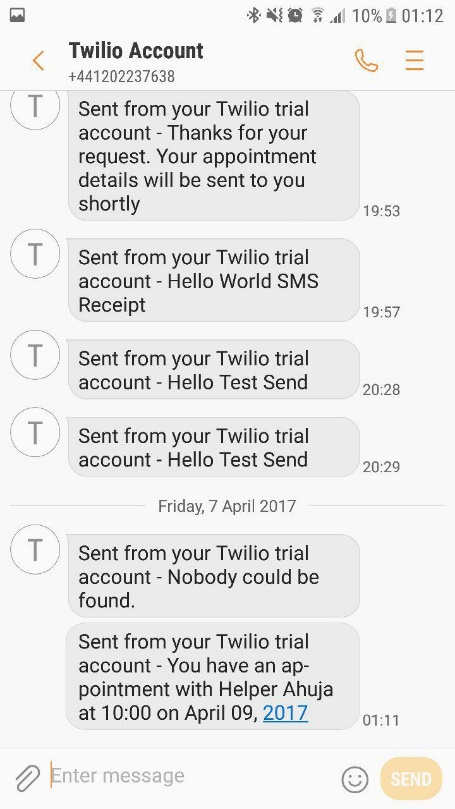 10% 01:12
Twilio Account
+441202237638
T
Sent from your Twilio trial
account - Thanks for your
request. Your appointment
details will be sent to you
shortly
19:53
T
Sent from your Twilio trial
account - Hello World SMS
Receipt
19:57
T
Sent from your Twilio trial
account - Hello Test Send
20:28
T
Sent from your Twilio trial
account - Hello Test Send
20:29
Friday, 7 April 2017
T
Sent from your Twilio trial
account - Nobody could be
found.
Sent from your Twilio trial
account - You have an ap-
pointment with Helper Ahuja
at 10:00 on April 09, 2017
01:11
Enter message
SEND